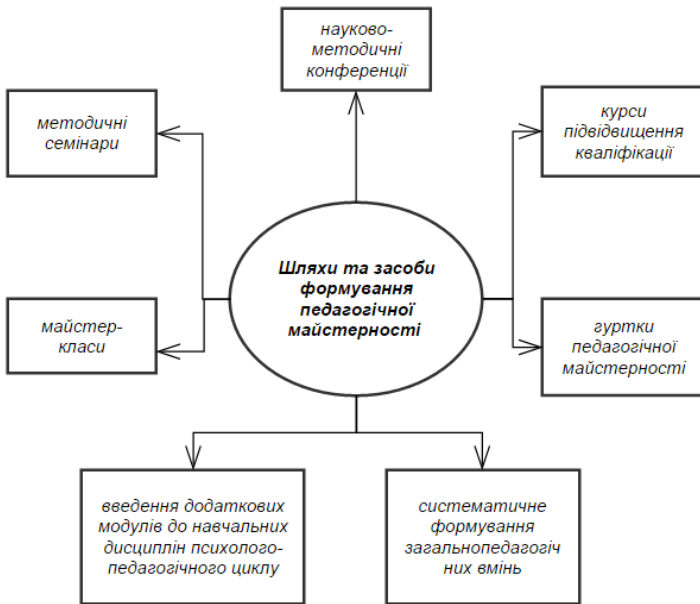 науково-
методичні
конференції
методичні
семінари
курси
підвідвищення
кваліфікації
Шляхи та засоби
формування
педагогічної
майстерності
майстер-
класи
гуртки
педагогічної
майстерності
введення додаткових
модулів до навчальних
дисциплін психолого-
педагогічного циклу
систематичне
формування
загальнопедагогіч
них вмінь